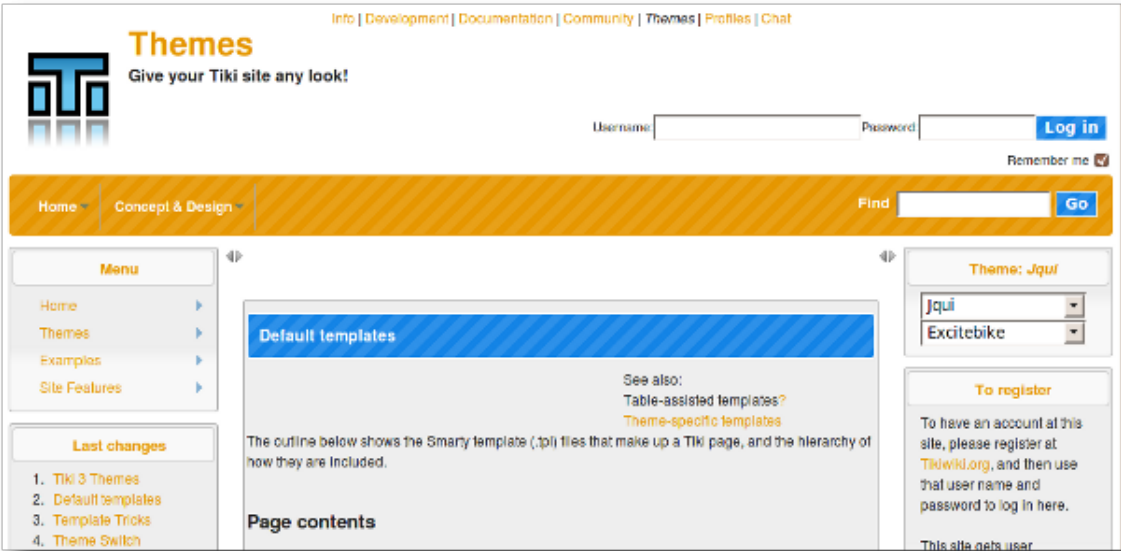 Info | Development | Documentation | Community | Themes | Profiles | Chat
Themes
Give your Tiki site any look!
Username:
Password:
Log in
Remember me
Home
Concept & Design
Find
Go
Menu
Home
Themes
Examples
Site Features
Last changes
1. Tiki 3 Themes
2. Default templates
3. Template Tricks
4. Theme Switch
Default templates
See also:
Table-assisted templates?
Theme-specific templates
The outline below shows the Smarty template (.tpl) files that make up a Tiki page, and the hierarchy of
how they are included.
Page contents
Theme: Jqui
Jqui
Excitebike
To register
To have an account at this
site, please register at
Tikiwiki.org, and then use
that user name and
password to log in here.
This site gets user